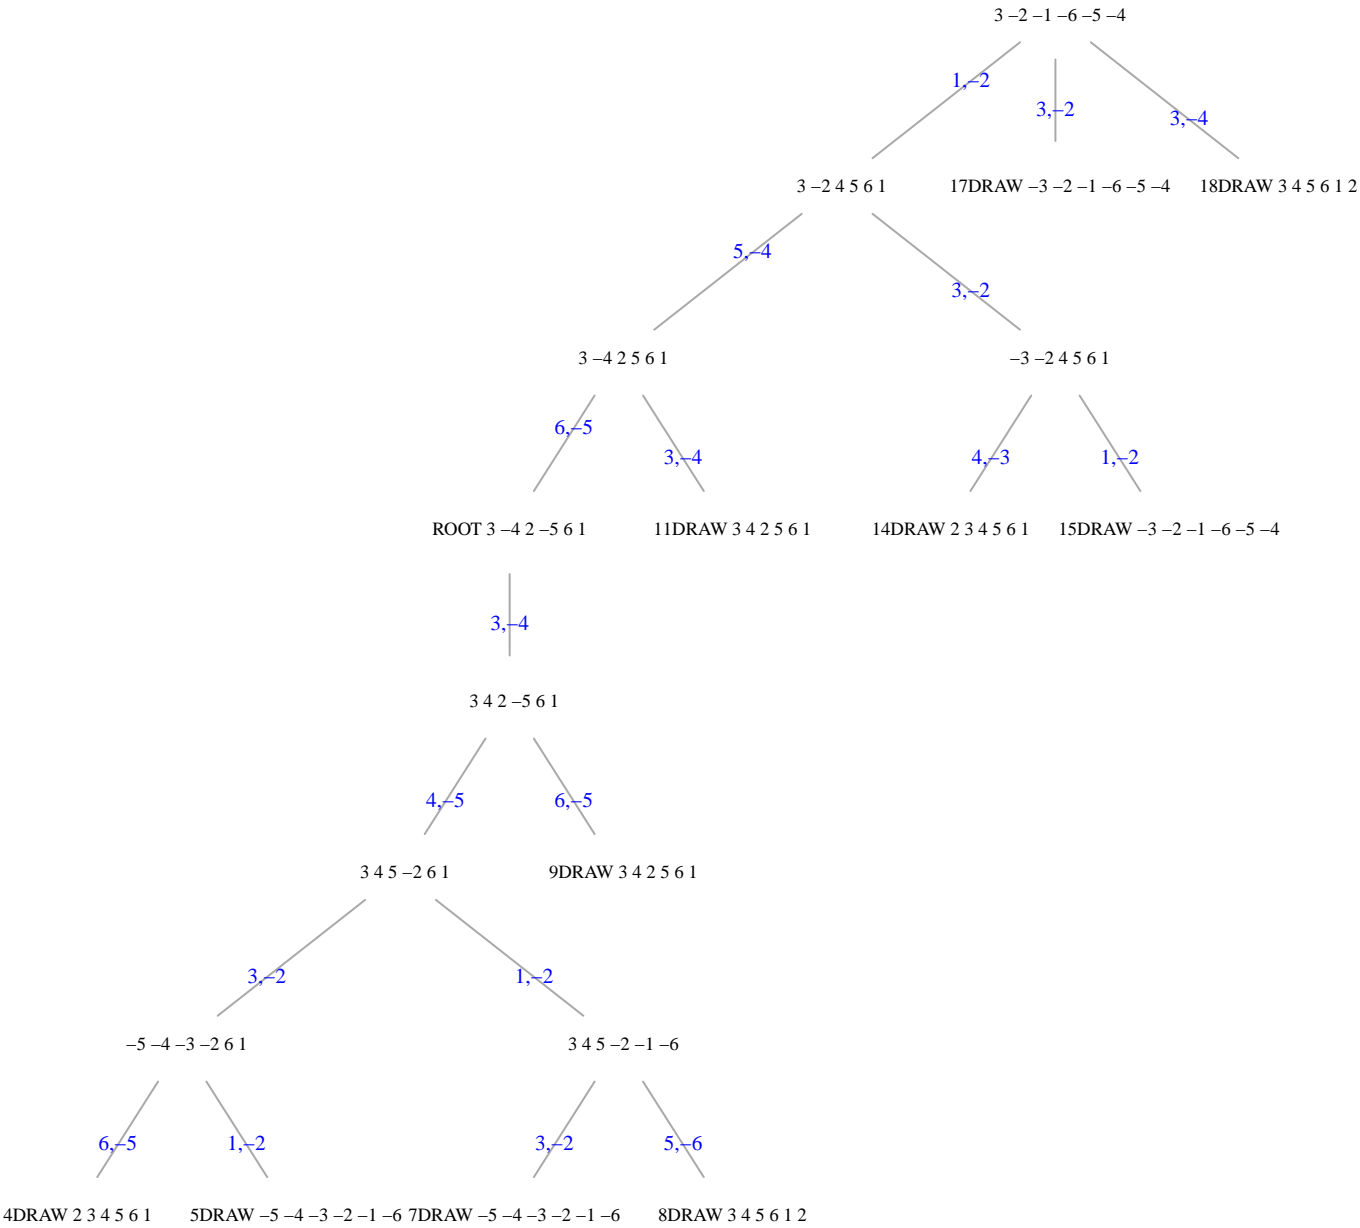 3 –2 –1 –6 –5 –4
1,–2
3,–2
3,–4
3 –2 4 5 6 1
17DRAW –3 –2 –1 –6 –5 –4
18DRAW 3 4 5 6 1 2
5,–4
3,–2
3 –4 2 5 6 1
–3 –2 4 5 6 1
6,–5
3,–4
4,–3
1,–2
ROOT 3 –4 2 –5 6 1
11DRAW 3 4 2 5 6 1
14DRAW 2 3 4 5 6 1
15DRAW –3 –2 –1 –6 –5 –4
3,–4
3 4 2 –5 6 1
4,–5
6,–5
3 4 5 –2 6 1
9DRAW 3 4 2 5 6 1
3,–2
1,–2
–5 –4 –3 –2 6 1
3 4 5 –2 –1 –6
6,–5
1,–2
3,–2
5,–6
4DRAW 2 3 4 5 6 1
5DRAW –5 –4 –3 –2 –1 –6
7DRAW –5 –4 –3 –2 –1 –6
8DRAW 3 4 5 6 1 2